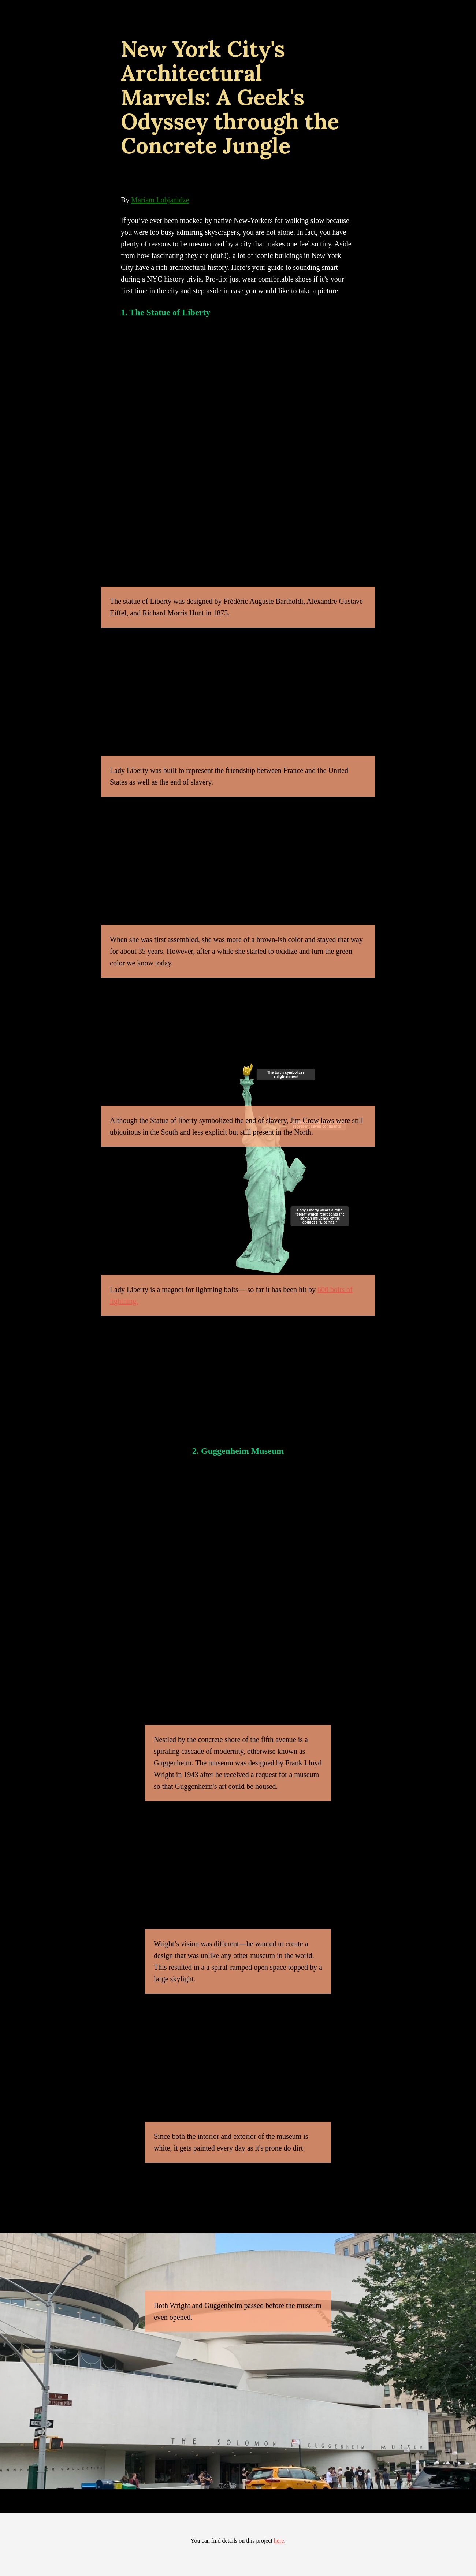 New York City's
Architectural
Marvels: A Geek's
Odyssey through the
Concrete Jungle
By Mariam Lobjanidze
If you’ve ever been mocked by native New-Yorkers for walking slow because
you were too busy admiring skyscrapers, you are not alone. In fact, you have
plenty of reasons to be mesmerized by a city that makes one feel so tiny. Aside
from how fascinating they are (duh!), a lot of iconic buildings in New York
City have a rich architectural history. Here’s your guide to sounding smart
during a NYC history trivia. Pro-tip: just wear comfortable shoes if it’s your
first time in the city and step aside in case you would like to take a picture.
1. The Statue of Liberty
The statue of Liberty was designed by Frédéric Auguste Bartholdi, Alexandre Gustave
Eiffel, and Richard Morris Hunt in 1875.
Lady Liberty was built to represent the friendship between France and the United
States as well as the end of slavery.
When she was first assembled, she was more of a brown-ish color and stayed that way
for about 35 years. However, after a while she started to oxidize and turn the green
color we know today.
The torch symbolizes
enlightenment
Although the Statue of liberty symbolized the end of slavery, Jim Crow laws were still
ubiquitous in the South and less explicit but still present in the North.
Lady Liberty wears a robe
"stola" which represents the
Roman influence of the
goddess "Libertas."
Lady Liberty is a magnet for lightning bolts— so far it has been hit by
2. Guggenheim Museum
Nestled by the concrete shore of the fifth avenue is a
spiraling cascade of modernity, otherwise known as
Guggenheim. The museum was designed by Frank Lloyd
Wright in 1943 after he received a request for a museum
so that Guggenheim's art could be housed.
Wright’s vision was different—he wanted to create a
design that was unlike any other museum in the world.
This resulted in a a spiral-ramped open space topped by a
large skylight.
Since both the interior and exterior of the museum is
white, it gets painted every day as it's prone do dirt.
Both Wright and Guggenheim passed before the museum
even opened.
THE SOLOMON R. GUGGENHEIM MUSEUM
You can find details on this project here.